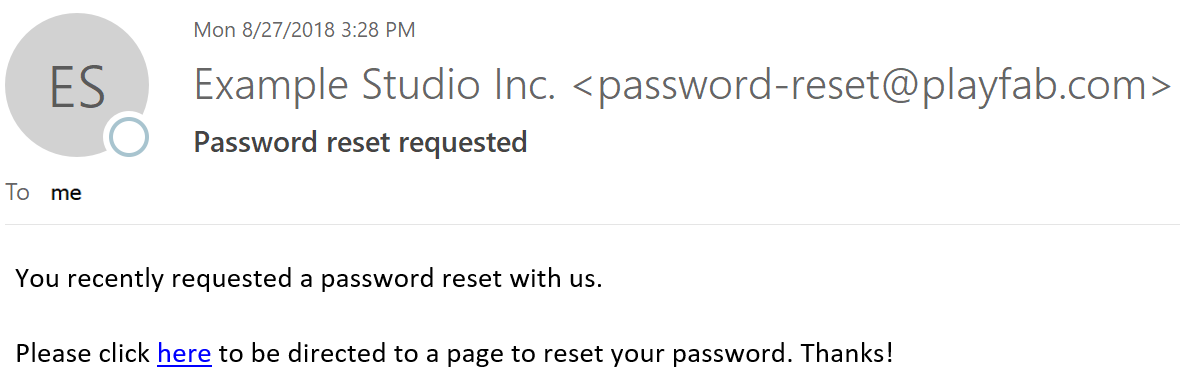 ES
Mon 8/27/2018 3:28 PM
Example Studio Inc. <password-reset@playfab.com>
Password reset requested
To me
You recently requested a password reset with us.
Please click here to be directed to a page to reset your password. Thanks!